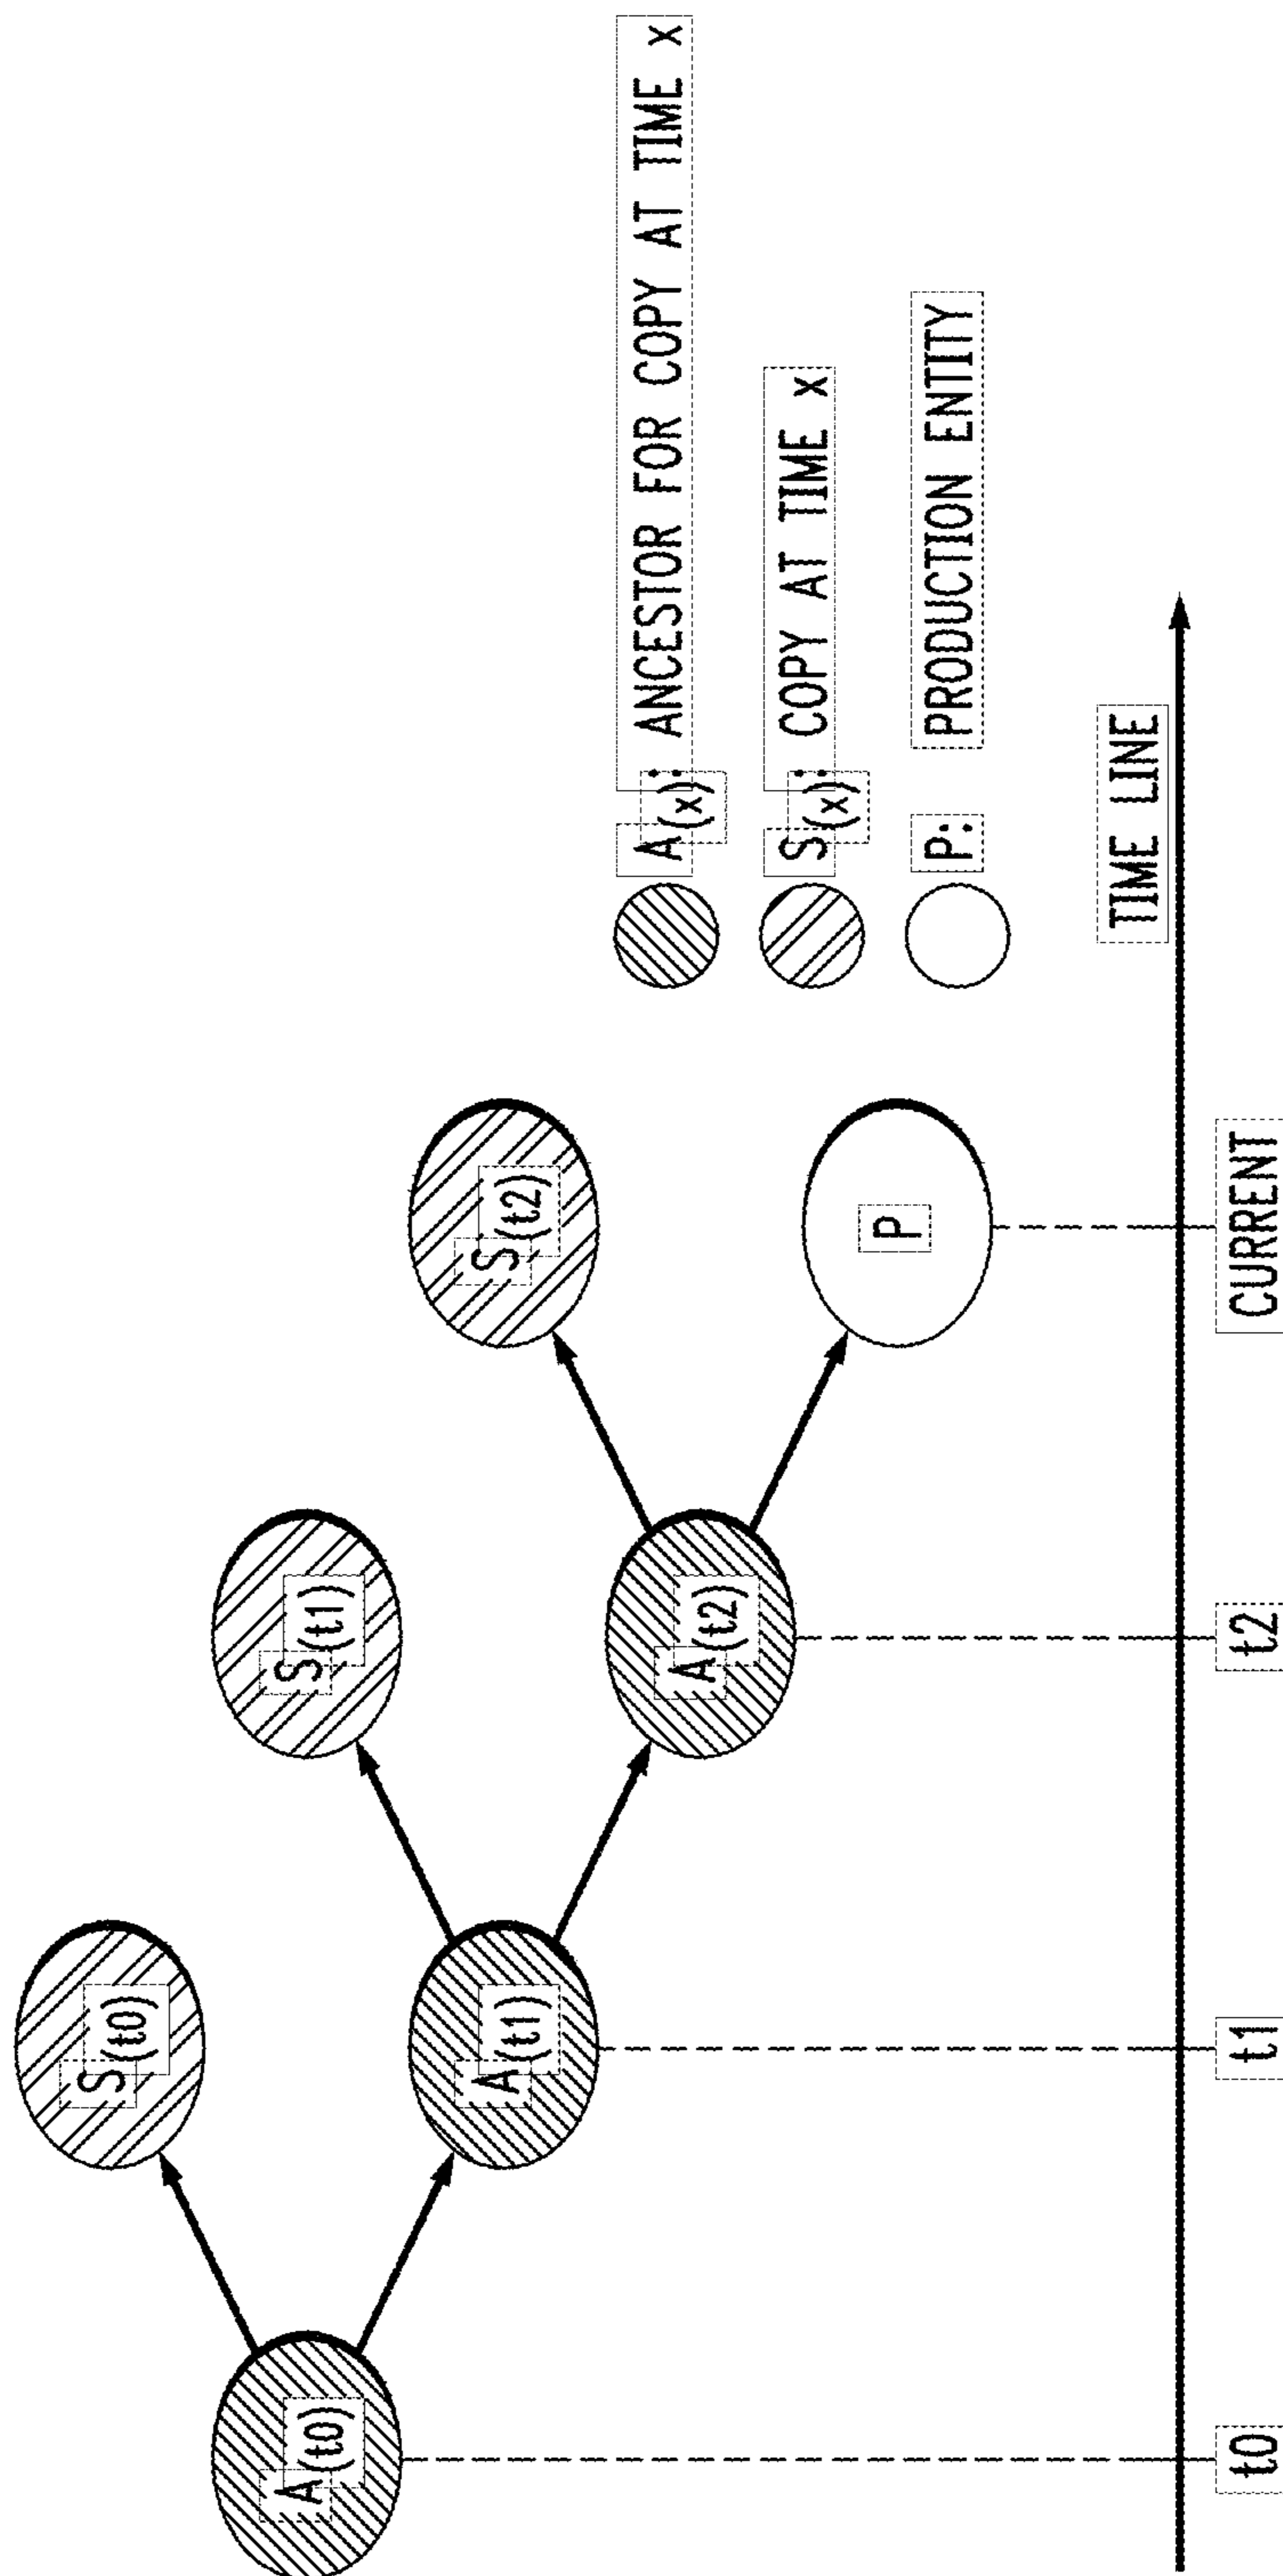 S(t0)
A(t0)
S(t1)
A(t1)
S(t2)
A(t2)
P
A(x): ANCESTOR FOR COPY AT TIME x
S(x): COPY AT TIME x
P: PRODUCTION ENTITY
TIME LINE
t0
t1
t2
CURRENT